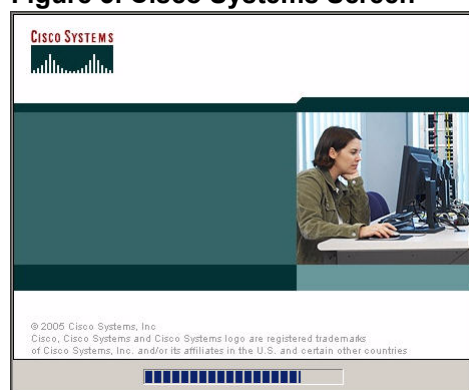 Figure 3. Cisco Systems Screen
CISCO SYSTEMS
© 2005 Cisco Systems, Inc
Cisco, Cisco Systems and Cisco Systems logo are registered trademarks
of Cisco Systems, Inc. and/or its affiliates in the U.S. and certain other countries